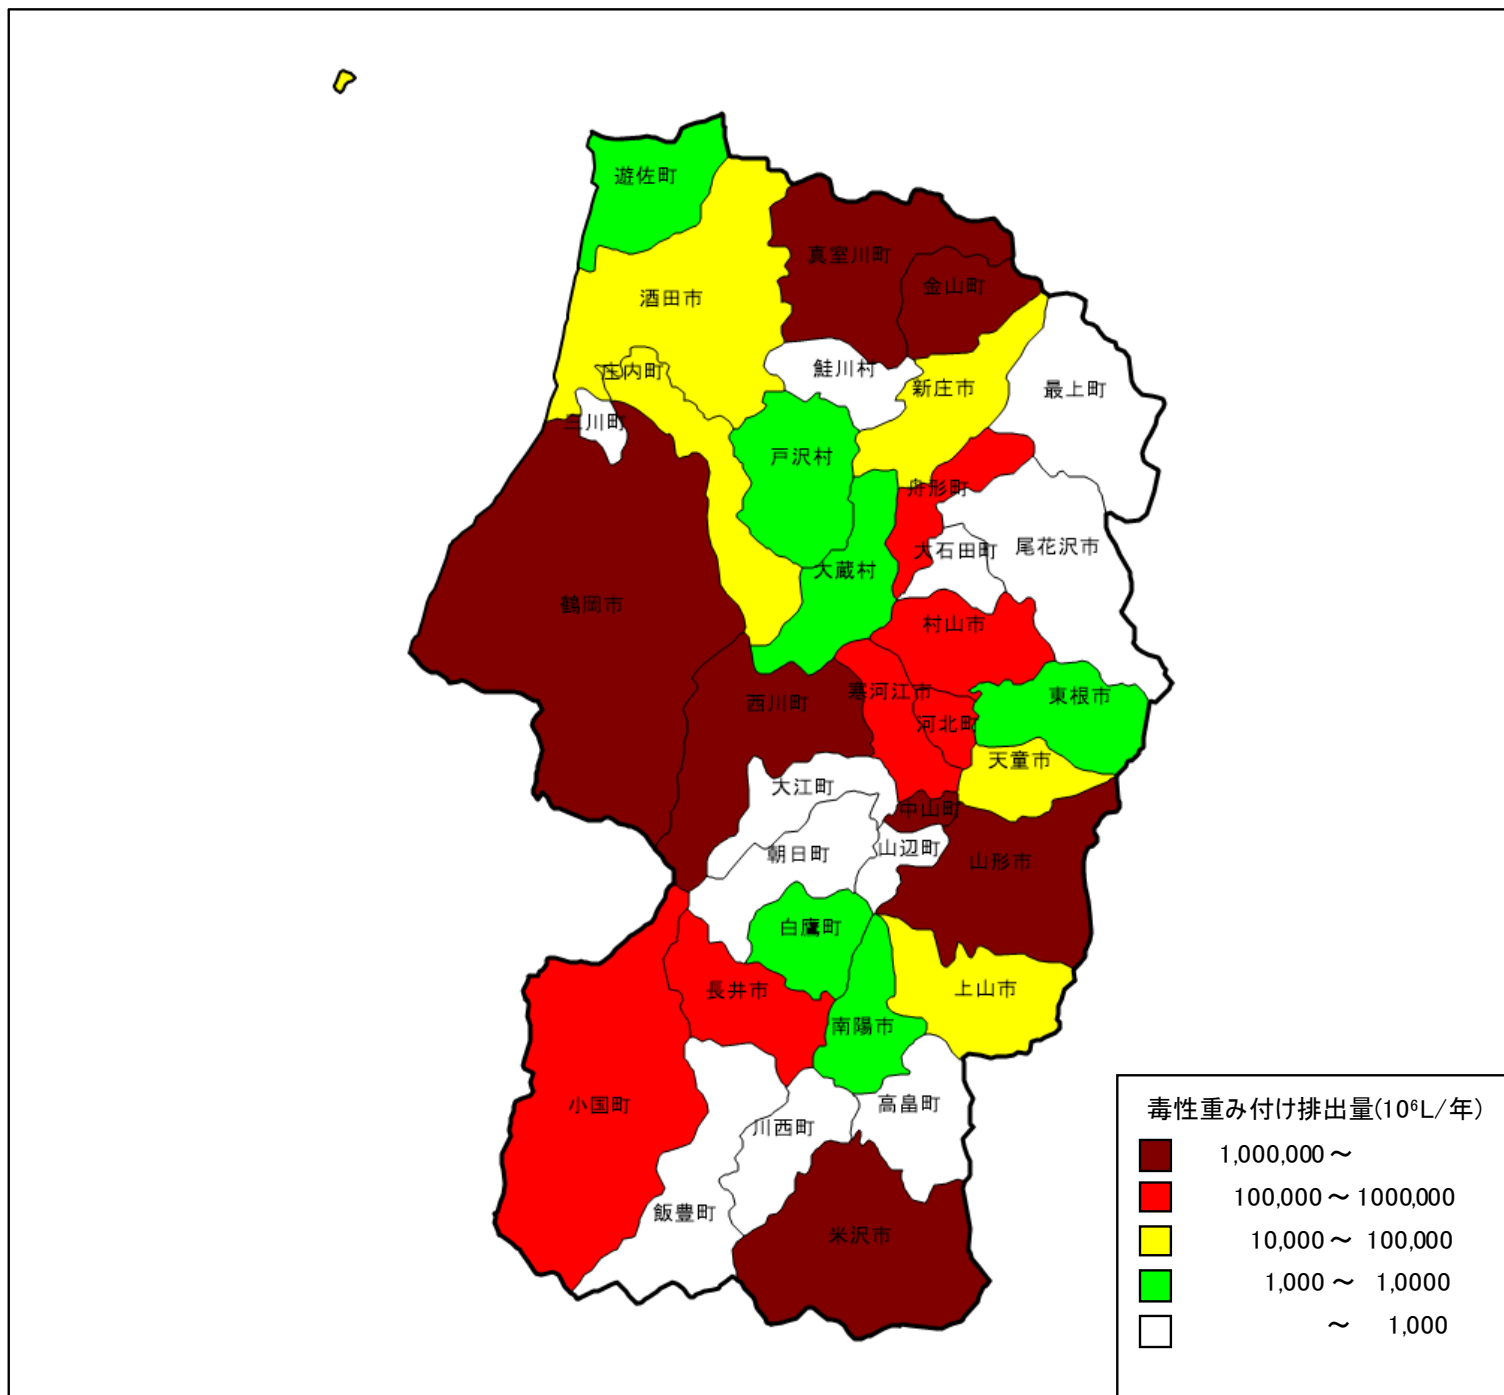 遊佐町
真室川町
金山町
酒田市
庄内町
鮭川村
新庄市
最上町
三川町
戸沢村
舟形町
大石田町
尾花沢市
大蔵村
鶴岡市
村山市
寒河江市
東根市
西川町
河北町
天童市
大江町
中山町
朝日町
山辺町
山形市
白鷹町
長井市
上山市
南陽市
小国町
高畠町
川西町
飯豊町
米沢市
毒性重み付け排出量(10⁶L/年)
1,000,000～
100,000～1000,000
10,000～ 100,000
1,000～ 1,0000
～ 1,000